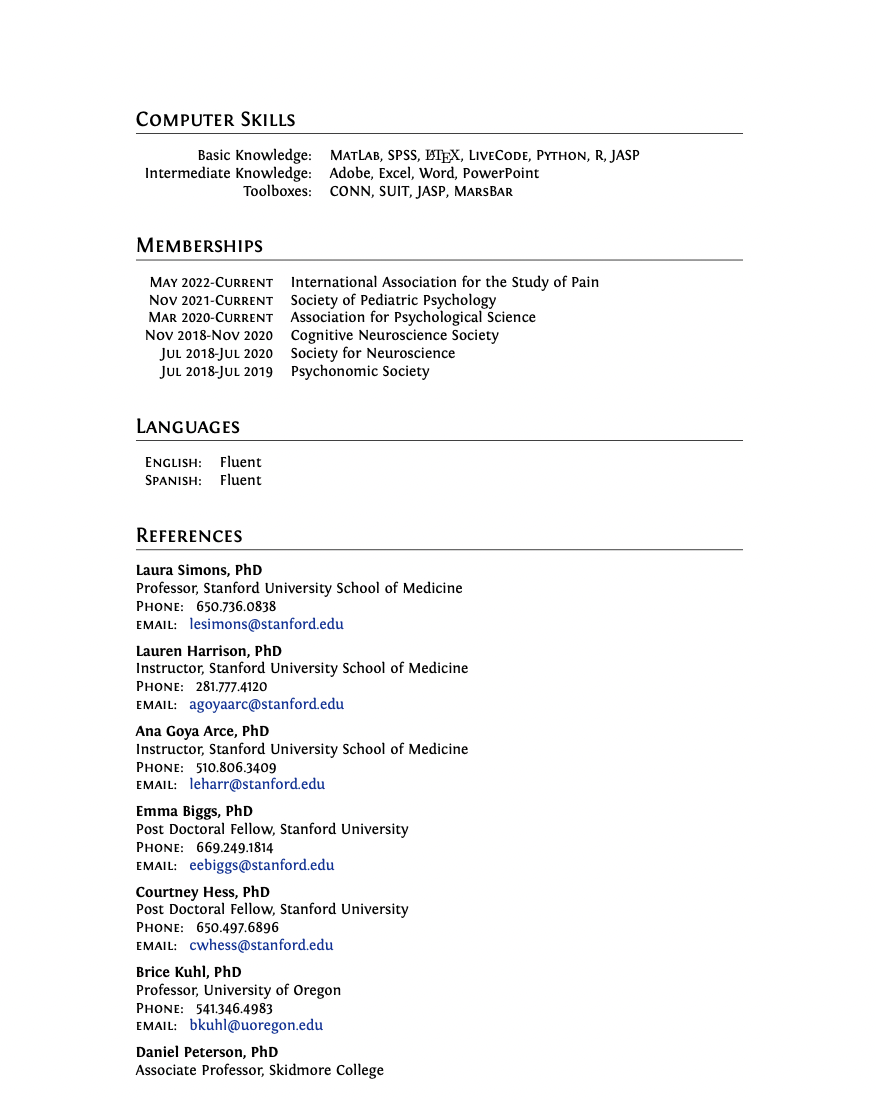 Computer Skills
Basic Knowledge: MatLab, SPSS, LATEX, LiveCode, Python, R, JASP
Intermediate Knowledge: Adobe, Excel, Word, PowerPoint
Toolboxes: CONN, SUIT, JASP, MarsBar
Memberships
May 2022-Current International Association for the Study of Pain
Nov 2021-Current Society of Pediatric Psychology
Mar 2020-Current Association for Psychological Science
Nov 2018-Nov 2020 Cognitive Neuroscience Society
Jul 2018-Jul 2020 Society for Neuroscience
Jul 2018-Jul 2019 Psychonomic Society
Languages
English: Fluent
Spanish: Fluent
References
Laura Simons, PhD
Professor, Stanford University School of Medicine
Phone: 650.736.0838
email: lesimons@stanford.edu
Lauren Harrison, PhD
Instructor, Stanford University School of Medicine
Phone: 281.777.4120
email: agoyaarc@stanford.edu
Ana Goya Arce, PhD
Instructor, Stanford University School of Medicine
Phone: 510.806.3409
email: leharr@stanford.edu
Emma Biggs, PhD
Post Doctoral Fellow, Stanford University
Phone: 669.249.1814
email: eebiggs@stanford.edu
Courtney Hess, PhD
Post Doctoral Fellow, Stanford University
Phone: 650.497.6896
email: cwhess@stanford.edu
Brice Kuhl, PhD
Professor, University of Oregon
Phone: 541.346.4983
email: bkuhl@uoregon.edu
Daniel Peterson, PhD
Associate Professor, Skidmore College